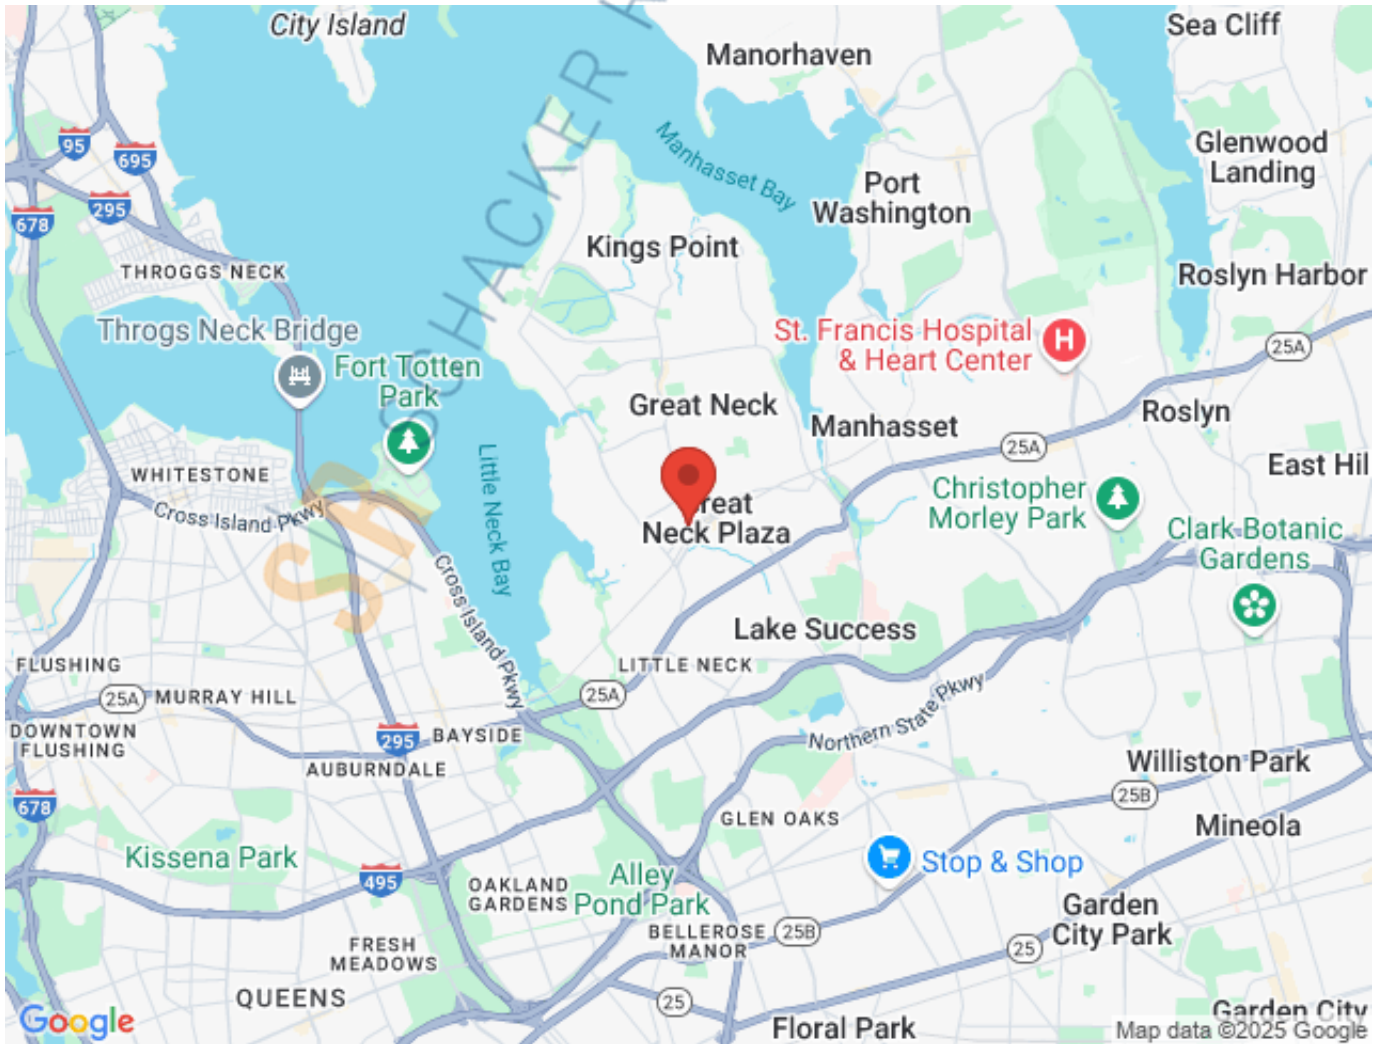 City Island
Manorhaven
Sea Cliff
95
695
Manhasset Bay
Glenwood
Landing
295
678
Port
Washington
Kings Point
THROGGS NECK
Roslyn Harbor
Throgs Neck Bridge
St. Francis Hospital
& Heart Center
H
25A
Fort Totten
Park
Great Neck
Manhasset
Roslyn
25A
WHITESTONE
Little Neck Bay
East Hil
Cross Island Pkwy
Christopher
Morley Park
Great
Neck Plaza
Clark Botanic
Gardens
Cross Island Pkwy
Lake Success
FLUSHING
LITTLE NECK
25A
MURRAY HILL
25A
Northern State Pkwy
DOWNTOWN
FLUSHING
295
BAYSIDE
AUBURNDALE
Williston Park
678
25B
GLEN OAKS
Mineola
Kissena Park
Stop & Shop
495
OAKLAND
GARDENS
Alley
Pond Park
Garden
City Park
BELLEROSE
MANOR
25B
25
FRESH
MEADOWS
QUEENS
25
Garden City
Google
Floral Park
Map data ©2025 Google